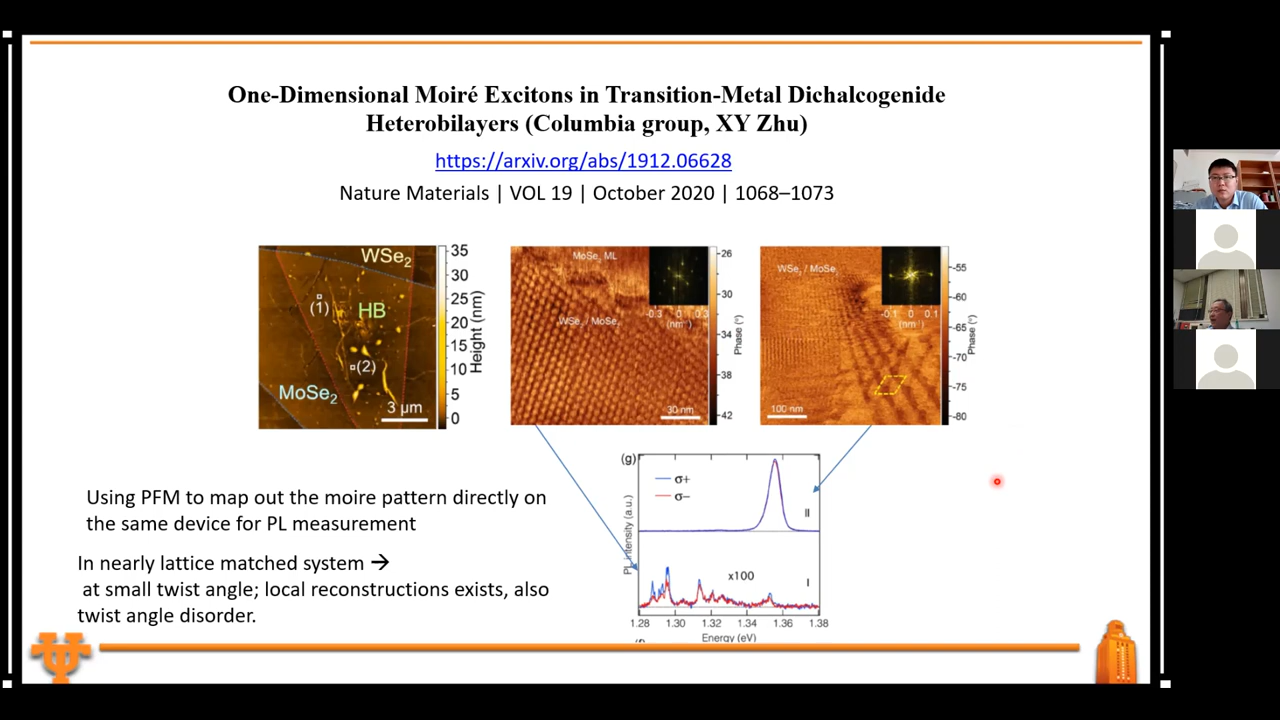 One-Dimensional Moiré Excitons in Transition-Metal Dichalcogenide
Heterobilayers (Columbia group, XY Zhu)
https://arxiv.org/abs/1912.06628
Nature Materials | VOL 19 | October 2020 | 1068–1073
WSe₂
(1)
HB
(2)
MoSe₂
3 μm
35
30
25
20
15
10
5
0
Height (nm)
MoSe₂ ML
WSe₂ / MoSe₂
-0.3 0.3
(nm⁻¹)
30 nm
26
30
34
38
42
Phase (°)
WSe₂ / MoSe₂
-0.1 0 0.1
(nm⁻¹)
100 nm
-55
-60
-65
-70
-75
-80
Phase (°)
(g)
σ+
σ−
II
x100
I
PL intensity (a.u.)
1.28 1.30 1.32 1.34 1.36 1.38
Energy (eV)
Using PFM to map out the moire pattern directly on
the same device for PL measurement
In nearly lattice matched system →
at small twist angle; local reconstructions exists, also
twist angle disorder.